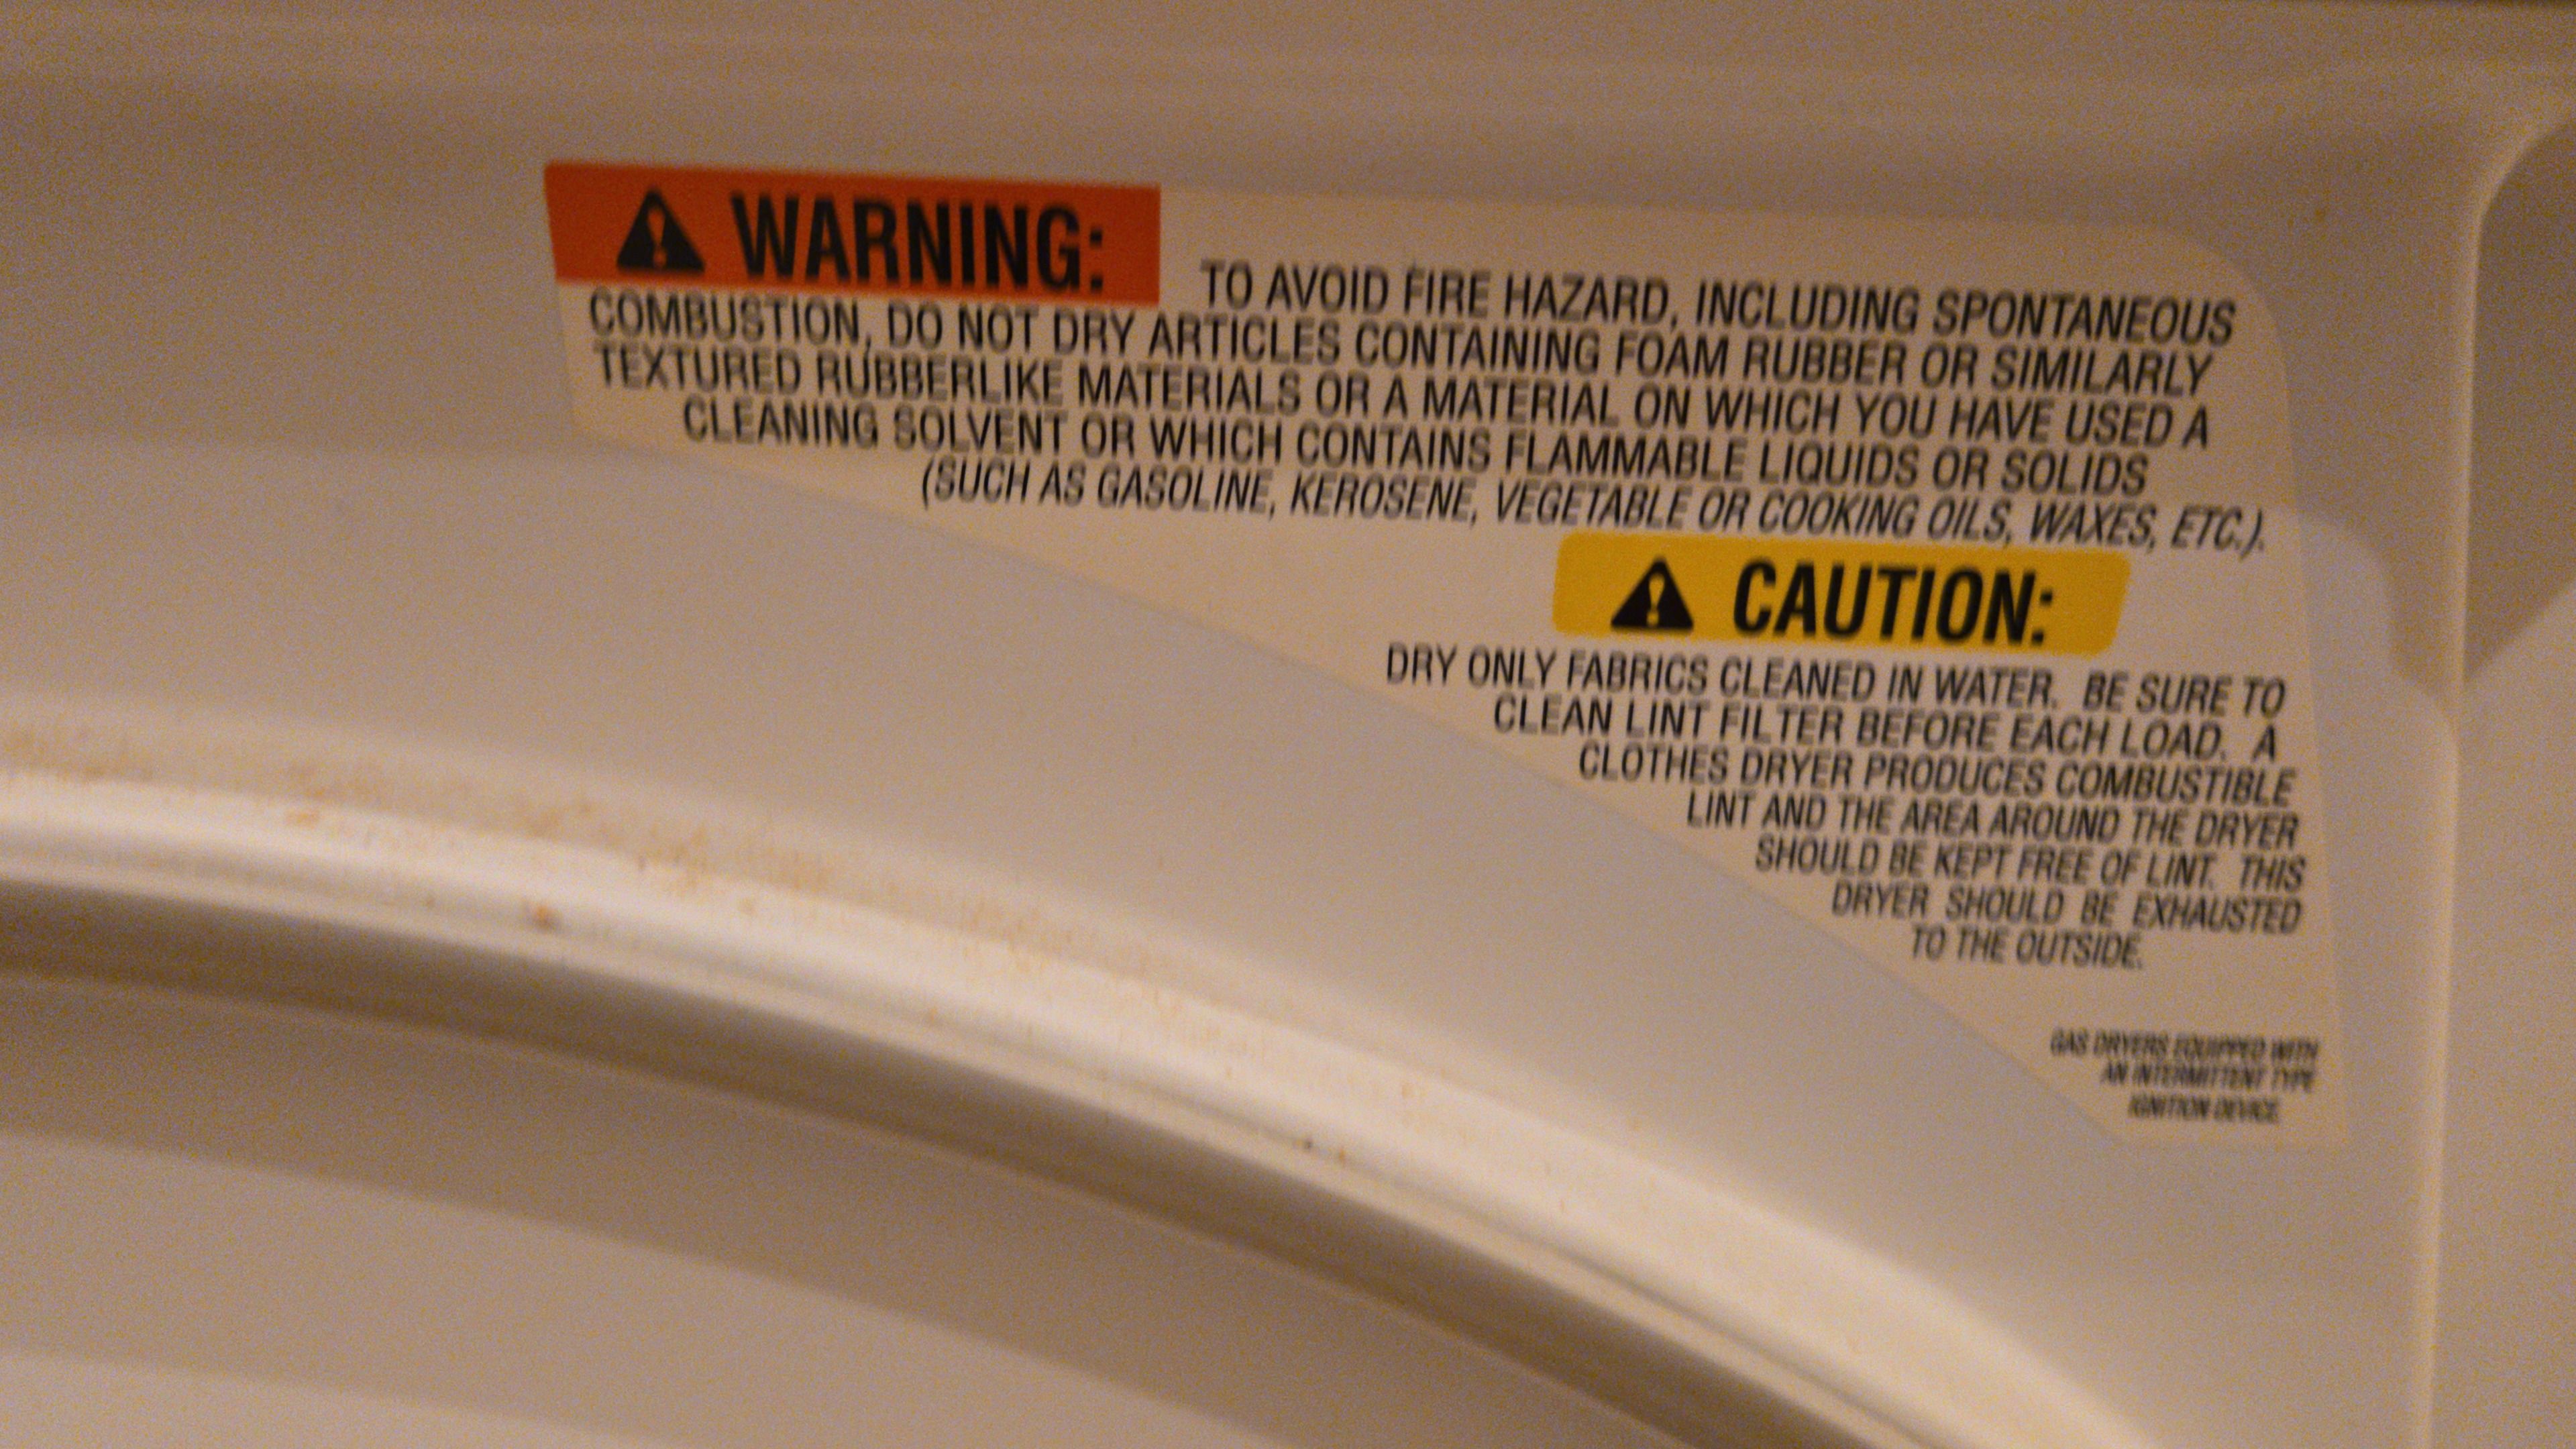 WARNING:
TO AVOID FIRE HAZARD, INCLUDING SPONTANEOUS
COMBUSTION, DO NOT DRY ARTICLES CONTAINING FOAM RUBBER OR SIMILARLY
TEXTURED RUBBERLIKE MATERIALS OR A MATERIAL ON WHICH YOU HAVE USED A
CLEANING SOLVENT OR WHICH CONTAINS FLAMMABLE LIQUIDS OR SOLIDS
(SUCH AS GASOLINE, KEROSENE, VEGETABLE OR COOKING OILS, WAXES, ETC.).
CAUTION:
DRY ONLY FABRICS CLEANED IN WATER. BE SURE TO
CLEAN LINT FILTER BEFORE EACH LOAD. A
CLOTHES DRYER PRODUCES COMBUSTIBLE
LINT AND THE AREA AROUND THE DRYER
SHOULD BE KEPT FREE OF LINT. THIS
DRYER SHOULD BE EXHAUSTED
TO THE OUTSIDE.
GAS DRYERS EQUIPPED WITH
AN INTERMITTENT TYPE
IGNITION DEVICE.